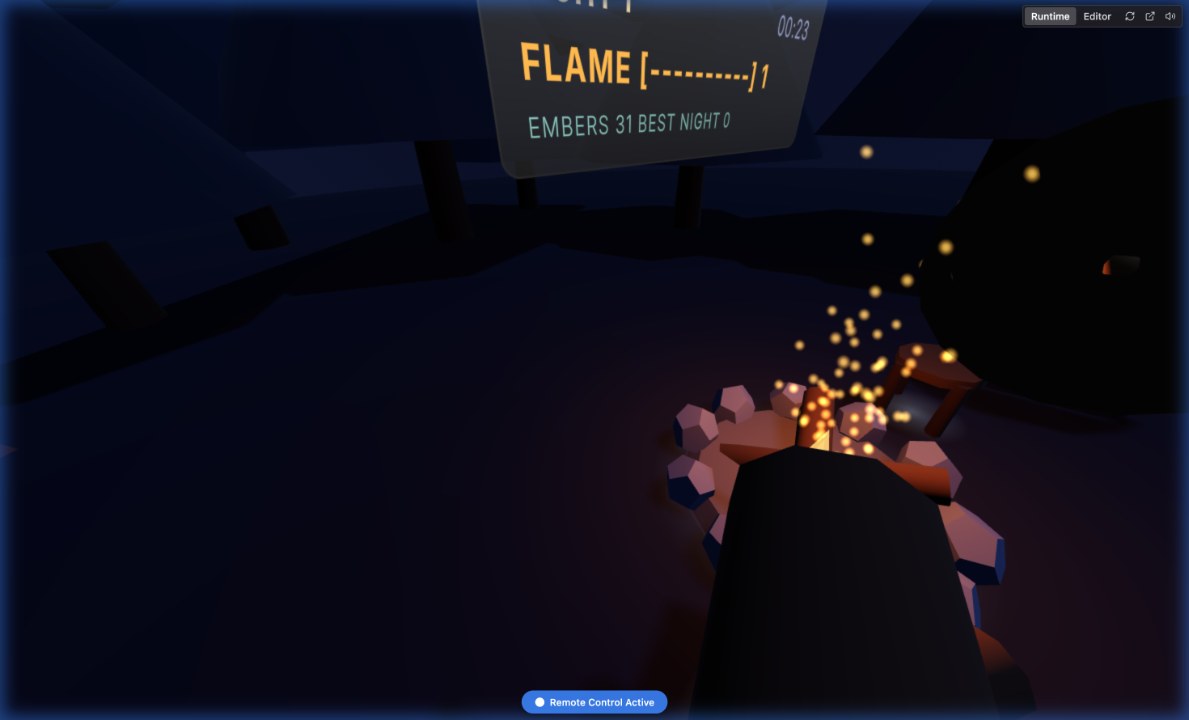 Runtime Editor
00:23
FLAME [----------] 1
EMBERS 31 BEST NIGHT 0
Remote Control Active